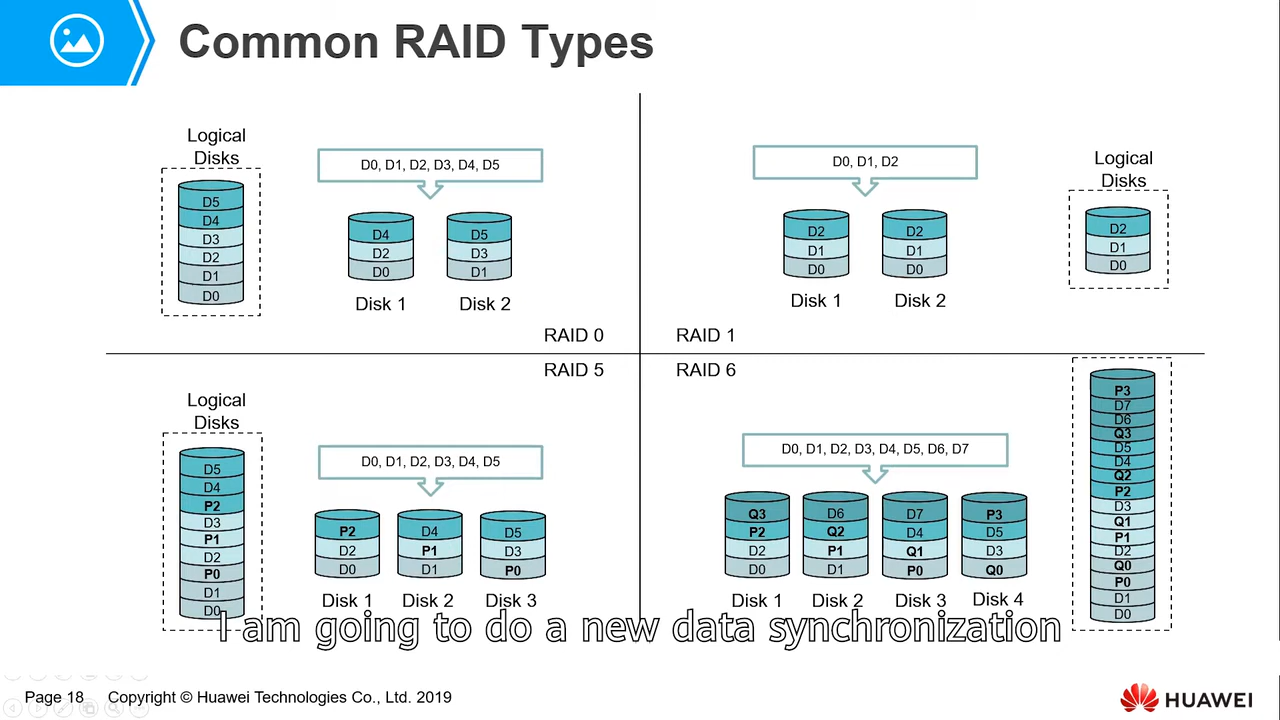 Common RAID Types
Logical
Disks
D5
D4
D3
D2
D1
D0
D0, D1, D2, D3, D4, D5
D4
D2
D0
D5
D3
D1
Disk 1
Disk 2
RAID 0
D0, D1, D2
D2
D1
D0
D2
D1
D0
Disk 1
Disk 2
Logical
Disks
D2
D1
D0
RAID 1
RAID 5
Logical
Disks
D5
D4
P2
D3
P1
D2
P0
D1
D0
D0, D1, D2, D3, D4, D5
P2
D2
D0
D4
P1
D1
D5
D3
P0
Disk 1
Disk 2
Disk 3
RAID 6
D0, D1, D2, D3, D4, D5, D6, D7
Q3
P2
D2
D0
D6
Q2
P1
D1
D7
D4
Q1
P0
P3
D5
D3
Q0
Disk 1
Disk 2
Disk 3
Disk 4
P3
D7
D6
Q3
D5
D4
Q2
P2
D3
Q1
P1
D2
Q0
P0
D1
D0
I am going to do a new data synchronization
Page 18
Copyright © Huawei Technologies Co., Ltd. 2019
HUAWEI